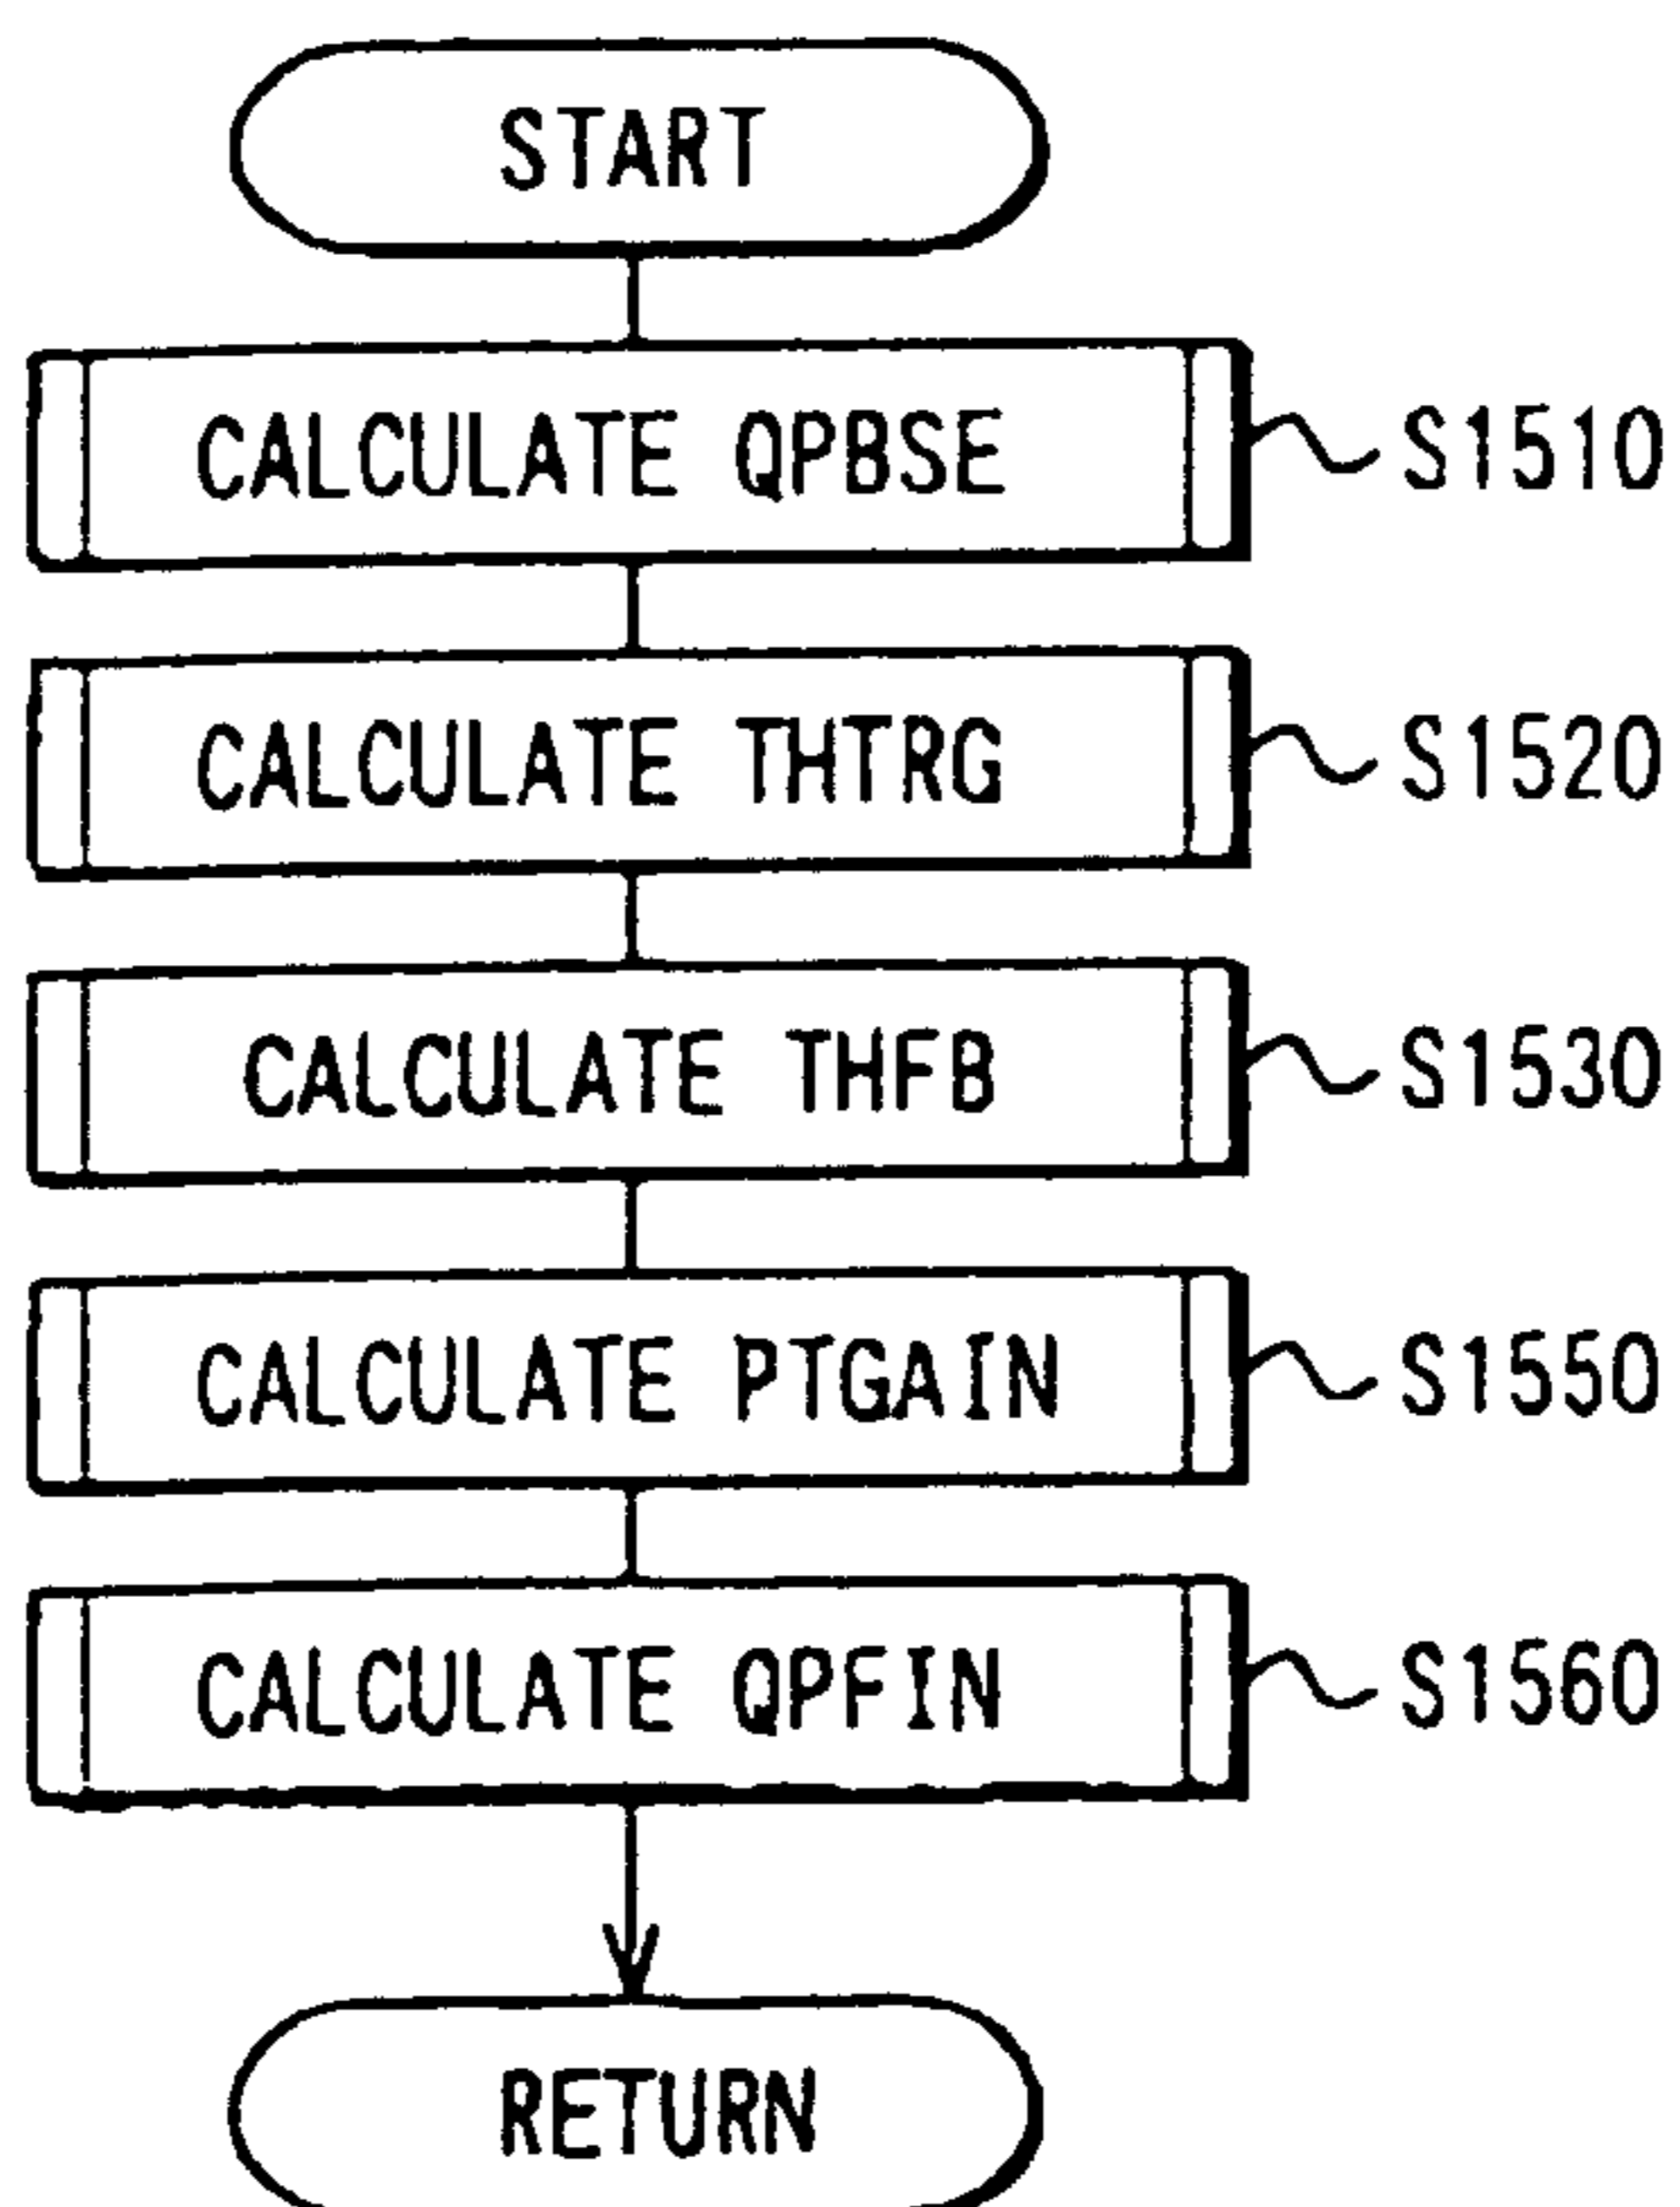 START
CALCULATE QPBSE
S1510
CALCULATE THTRG
S1520
CALCULATE THFB
S1530
CALCULATE PTGAIN
S1550
CALCULATE QPFIN
S1560
RETURN